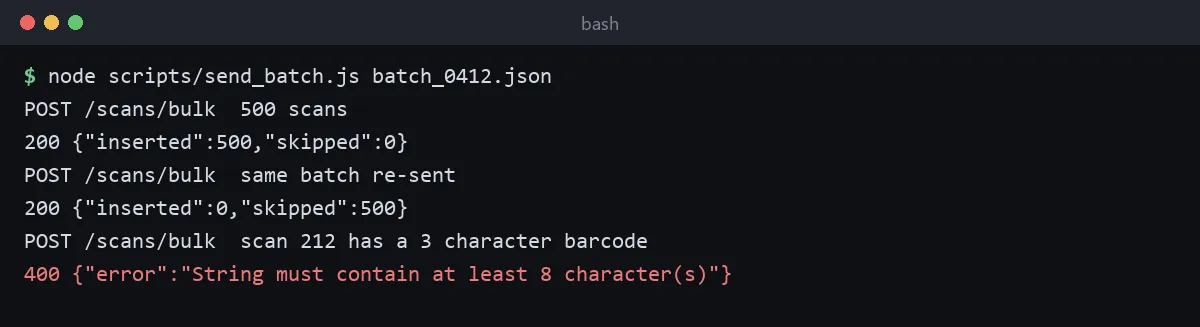 bash
$ node scripts/send_batch.js batch_0412.json
POST /scans/bulk  500 scans
200 {"inserted":500,"skipped":0}
POST /scans/bulk  same batch re-sent
200 {"inserted":0,"skipped":500}
POST /scans/bulk  scan 212 has a 3 character barcode
400 {"error":"String must contain at least 8 character(s)"}